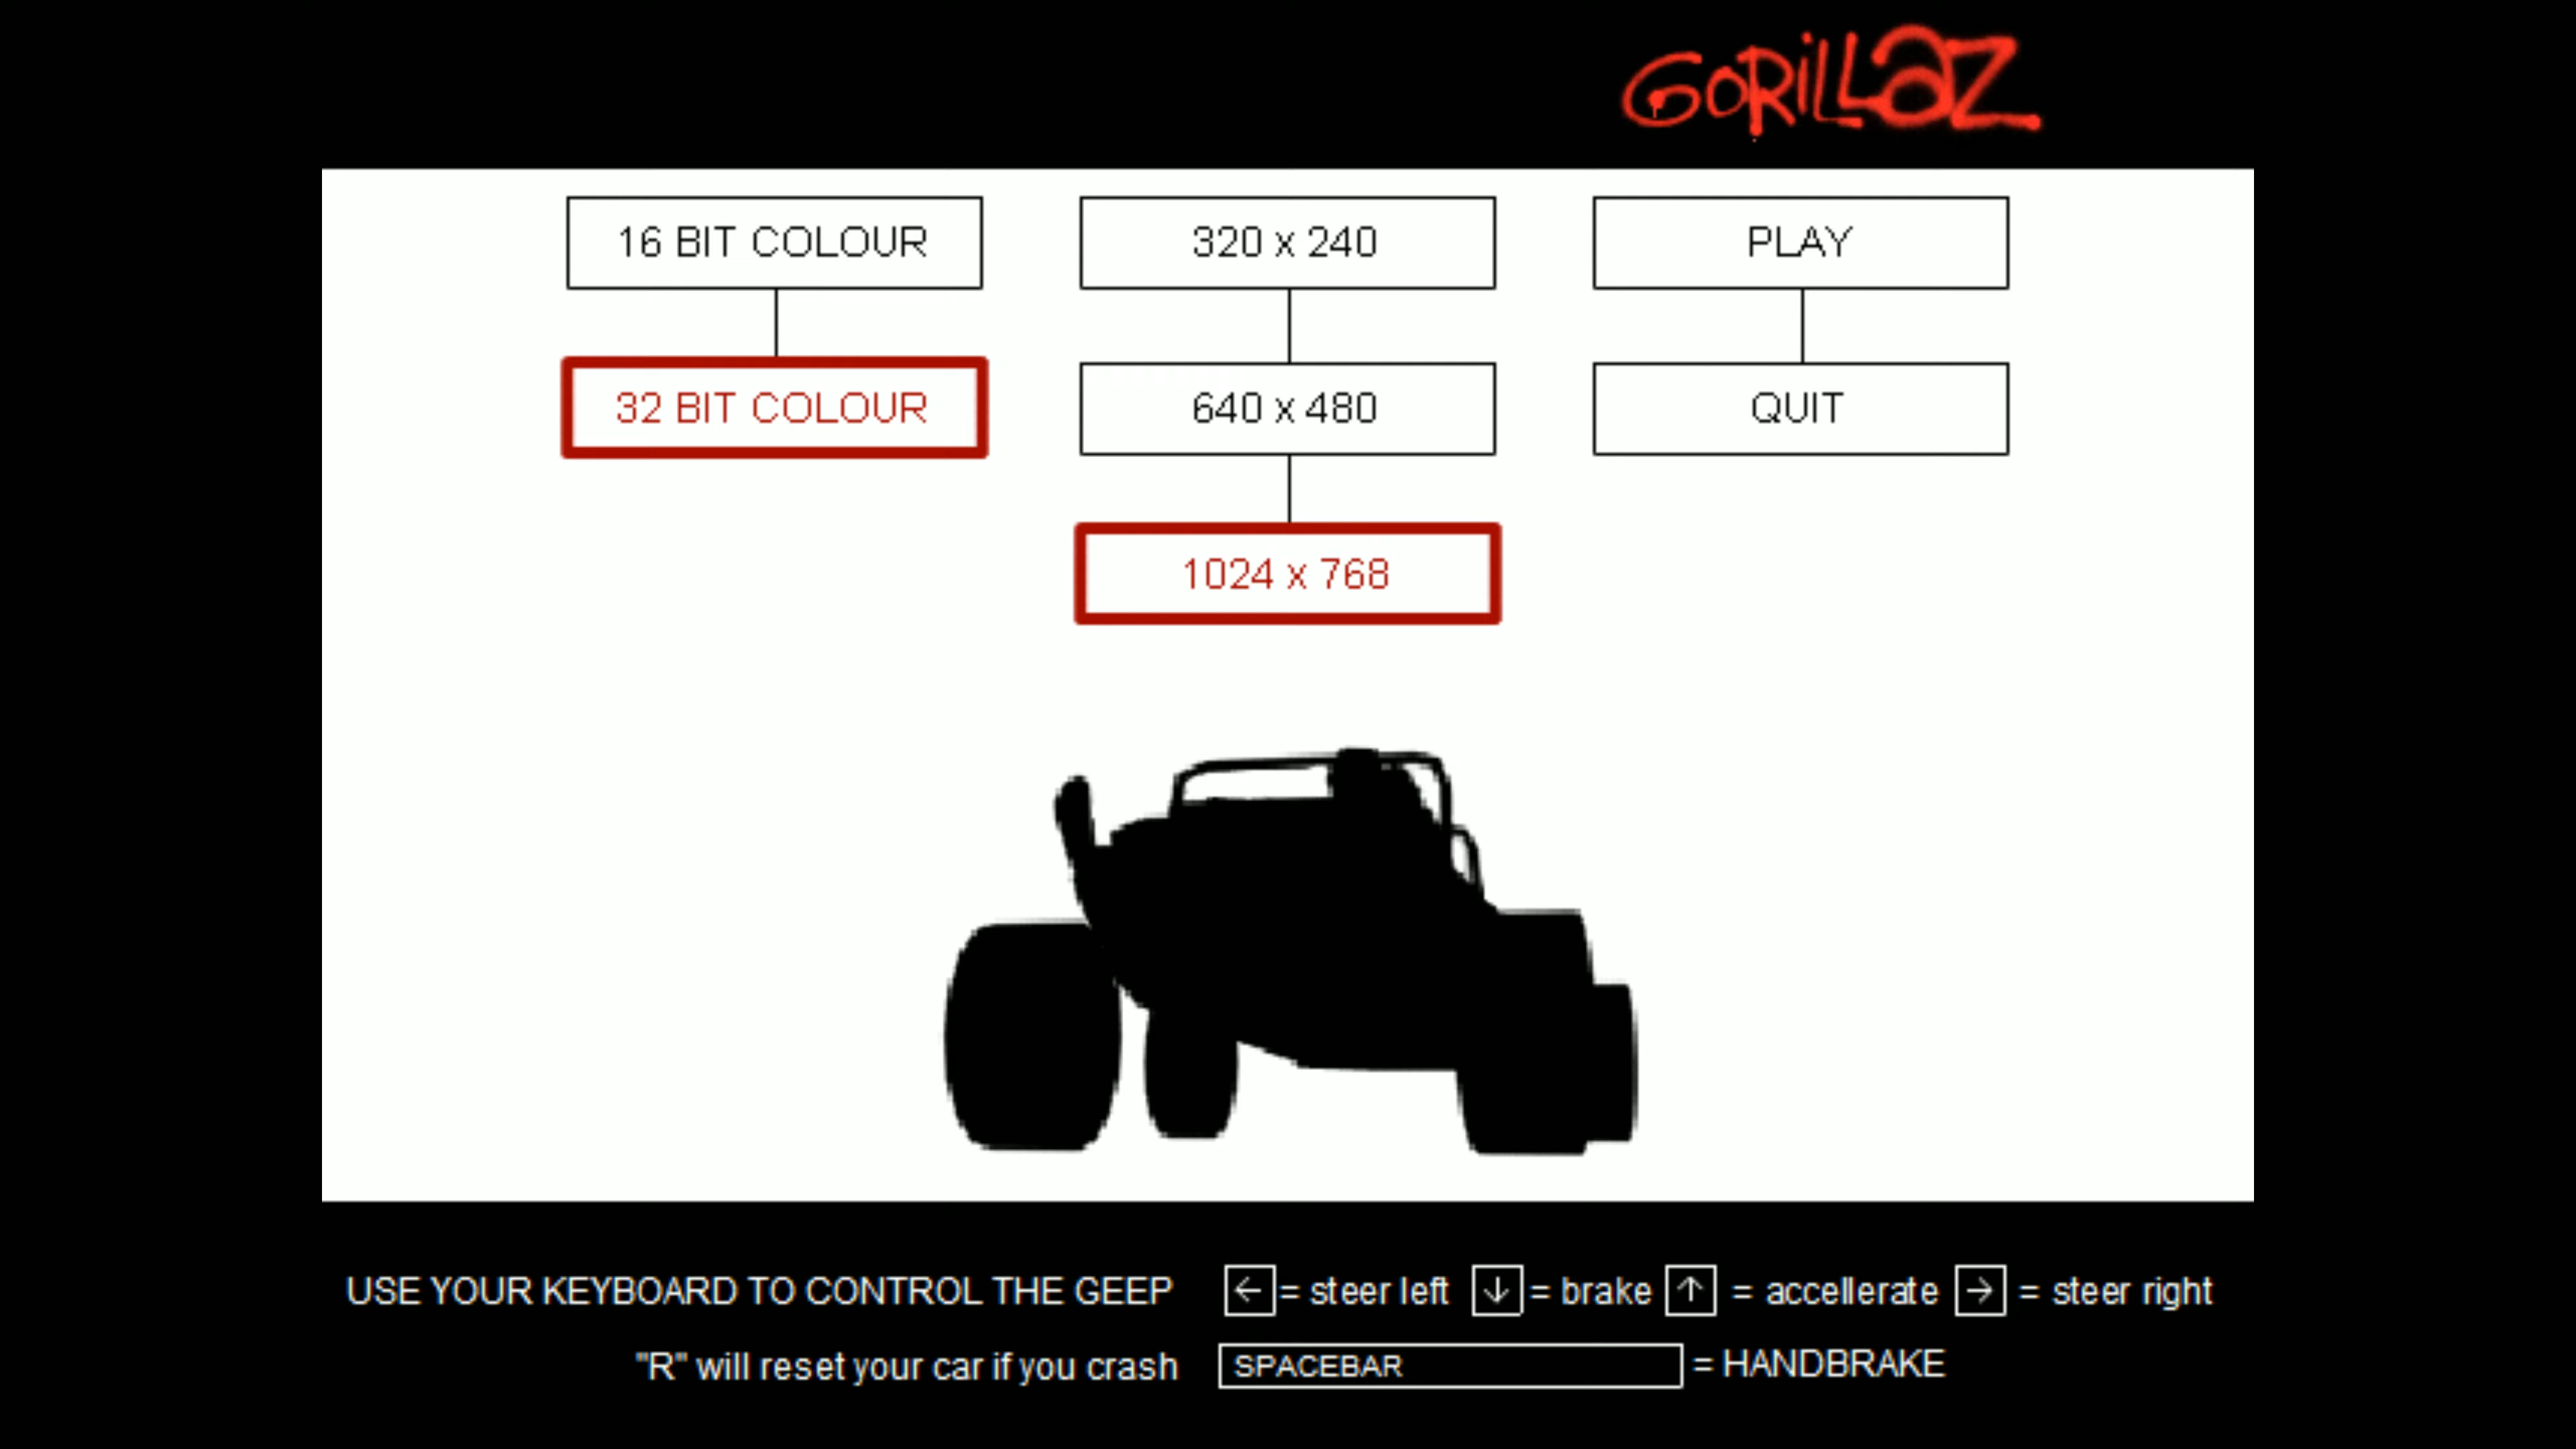 GORILLAZ
16 BIT COLOUR
320 x 240
PLAY
32 BIT COLOUR
640 x 480
QUIT
1024 x 768
USE YOUR KEYBOARD TO CONTROL THE GEEP ← = steer left ↓ = brake ↑ = accellerate → = steer right
"R" will reset your car if you crash SPACEBAR = HANDBRAKE